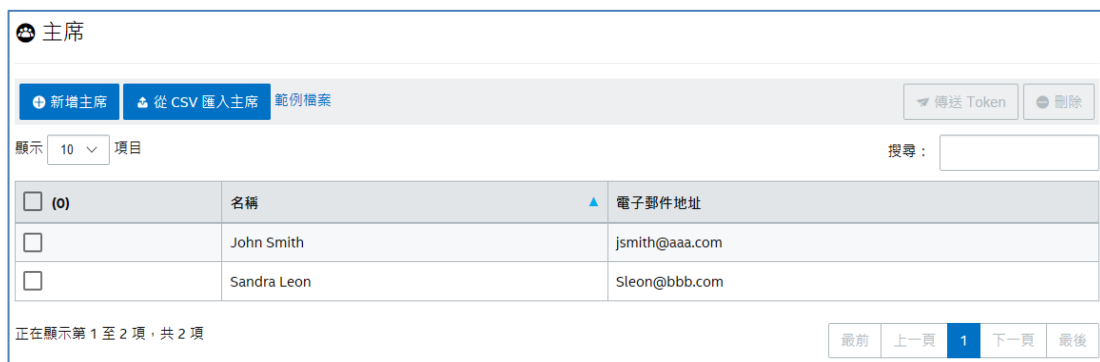 主席
新增主席 從 CSV 匯入主席 範例檔案 傳送 Token 刪除
顯示 10 項目 搜尋：
(0) 名稱 電子郵件地址
John Smith jsmith@aaa.com
Sandra Leon Sleon@bbb.com
正在顯示第 1 至 2 項，共 2 項 最前 上一頁 1 下一頁 最後